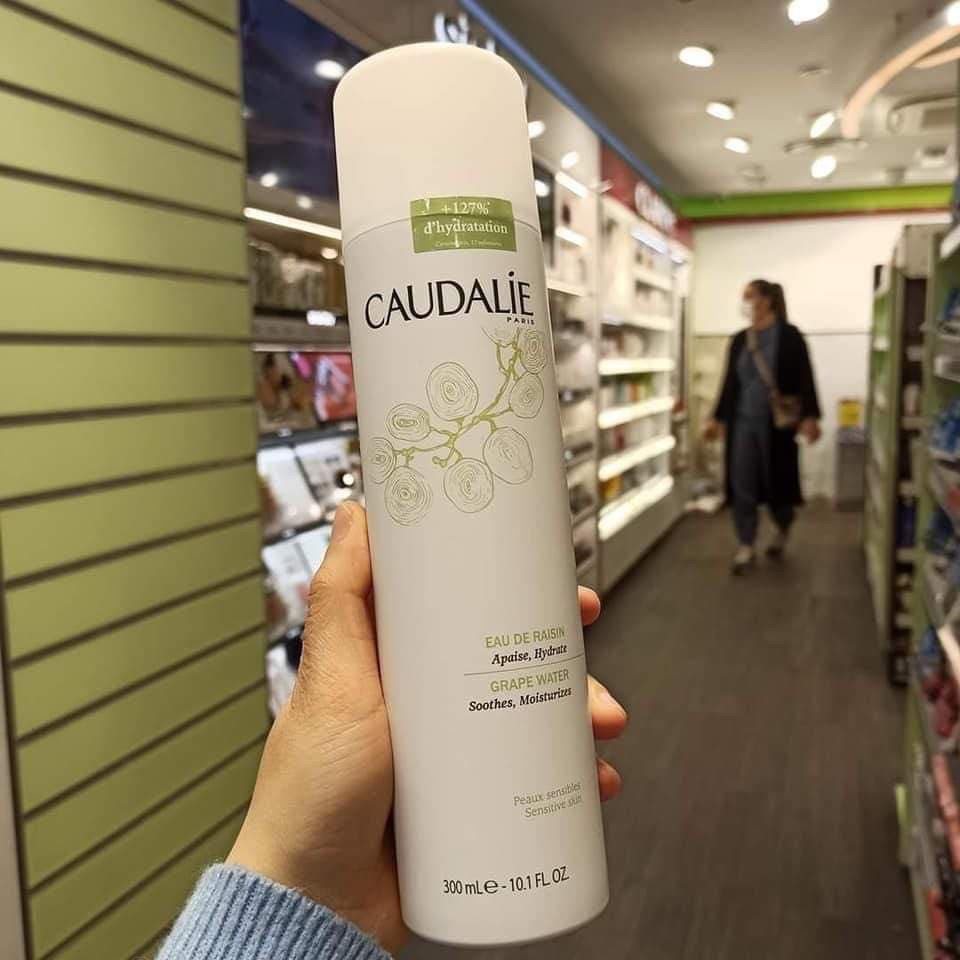 +127%
d'hydratation
CAUDALIE
PARIS
EAU DE RAISIN
Apaise, Hydrate
GRAPE WATER
Soothes, Moisturizes
Peaux sensibles
Sensitive skin
300 mL℮ - 10.1 FL. OZ